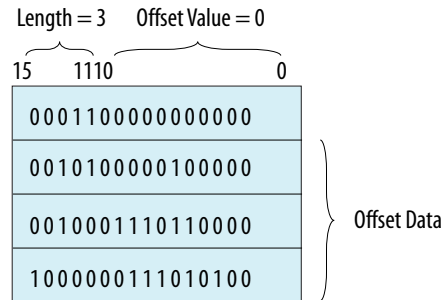 Length = 3 Offset Value = 0
15 1110 0
0001100000000000
0010100000100000
0010001110110000
Offset Data
1000000111010100